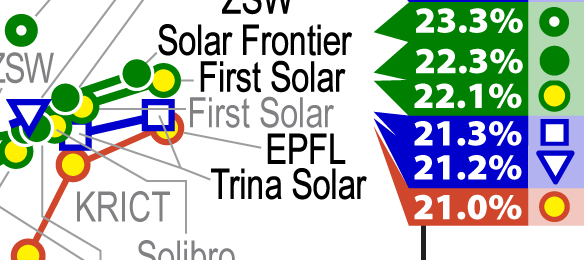 ZSW
Solar Frontier
ZSW
First Solar
First Solar
EPFL
Trina Solar
KRICT
Solibro
23.3%
22.3%
22.1%
21.3%
21.2%
21.0%